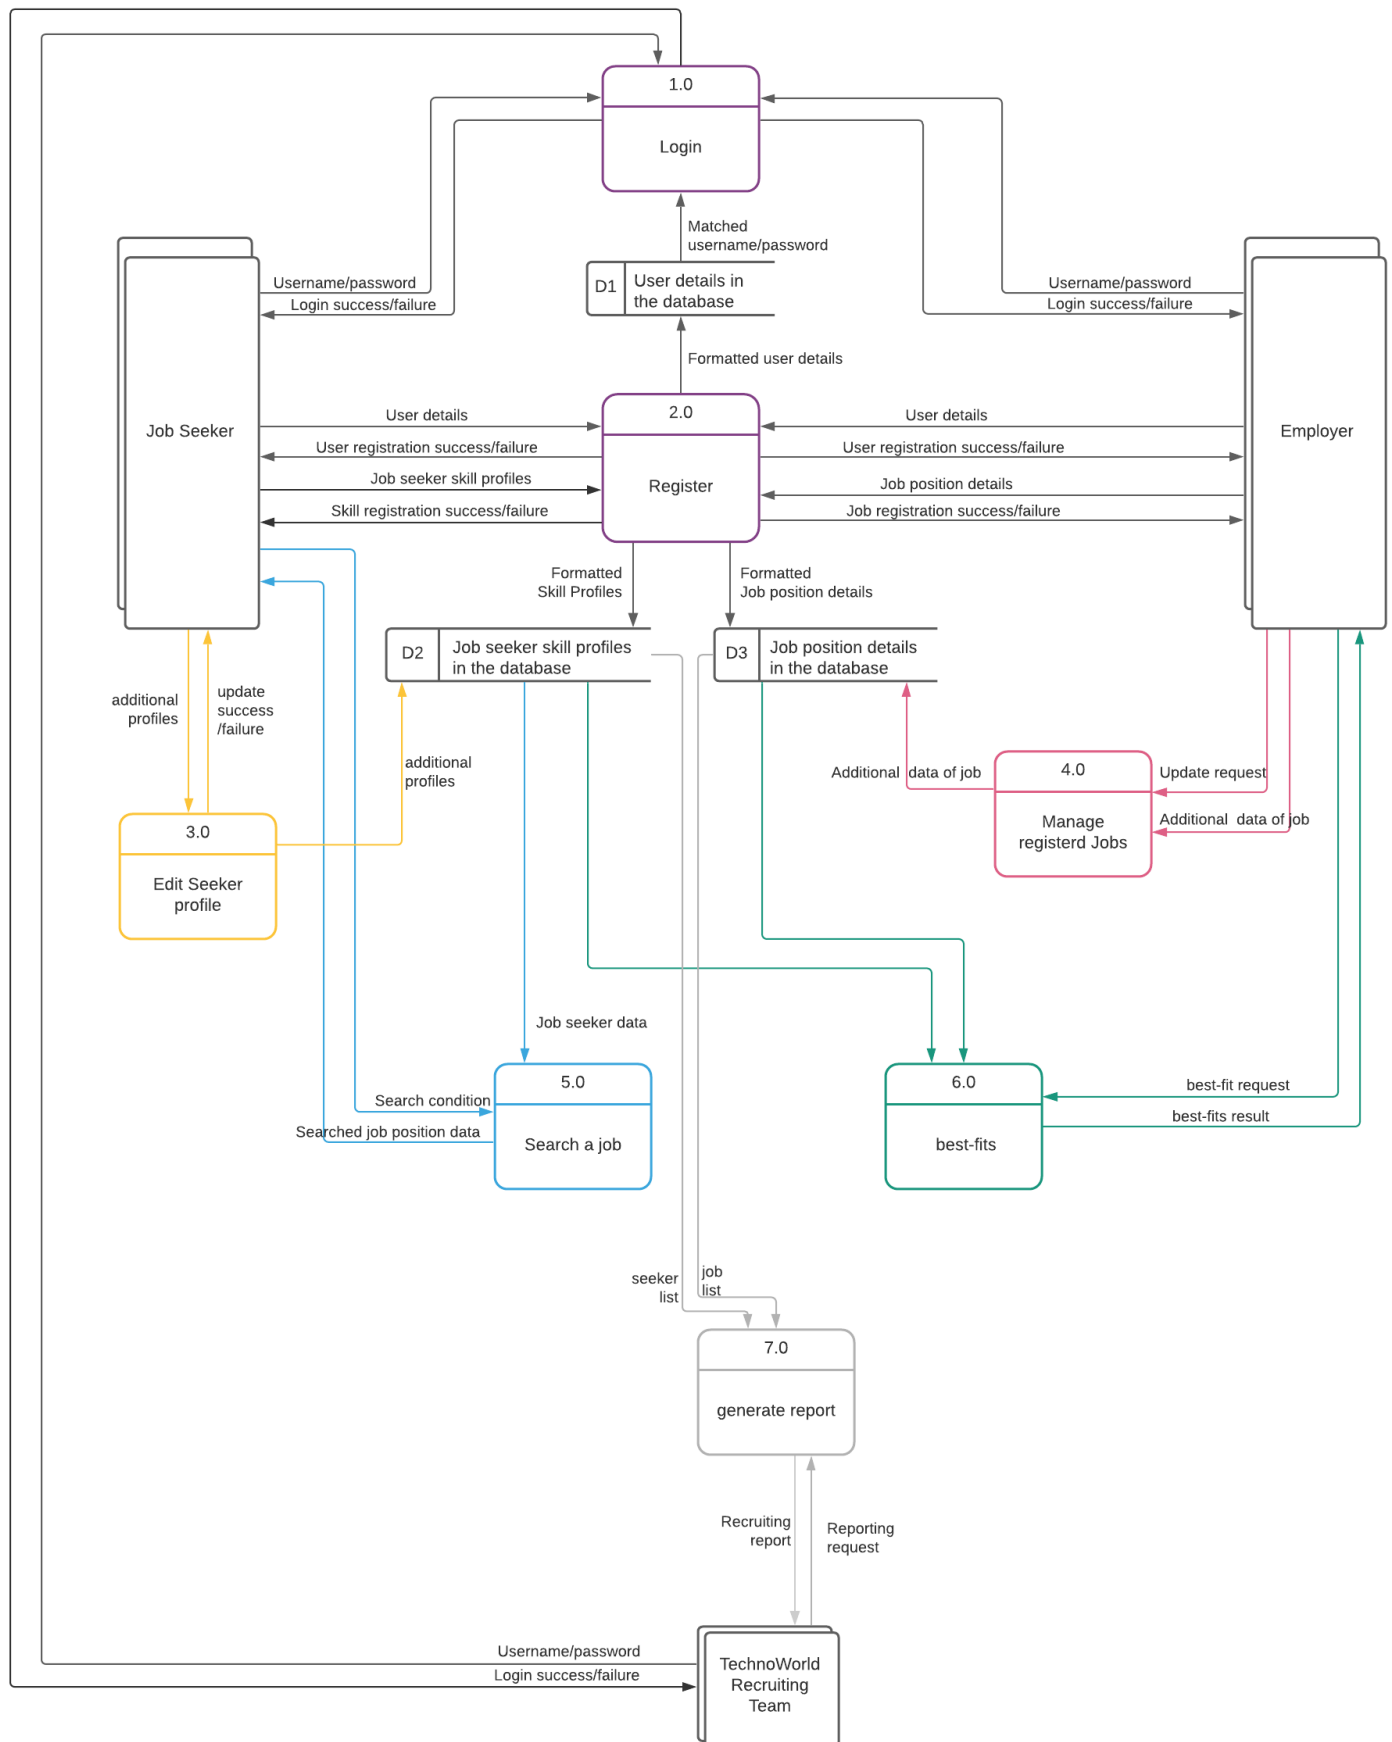 1.0
Login
Matched
username/password
Username/password
Login success/failure
Username/password
Login success/failure
D1
User details in
the database
Formatted user details
Job Seeker
Employer
2.0
Register
User details
User registration success/failure
Job seeker skill profiles
Skill registration success/failure
User details
User registration success/failure
Job position details
Job registration success/failure
Formatted
Skill Profiles
Formatted
Job position details
D2
Job seeker skill profiles
in the database
D3
Job position details
in the database
additional
profiles
update
success
/failure
additional
profiles
Additional  data of job
4.0
Manage
registerd Jobs
Update request
Additional  data of job
3.0
Edit Seeker
profile
Job seeker data
5.0
Search a job
Search condition
Searched job position data
6.0
best-fits
best-fit request
best-fits result
seeker
list
job
list
7.0
generate report
Recruiting
report
Reporting
request
Username/password
Login success/failure
TechnoWorld
Recruiting
Team